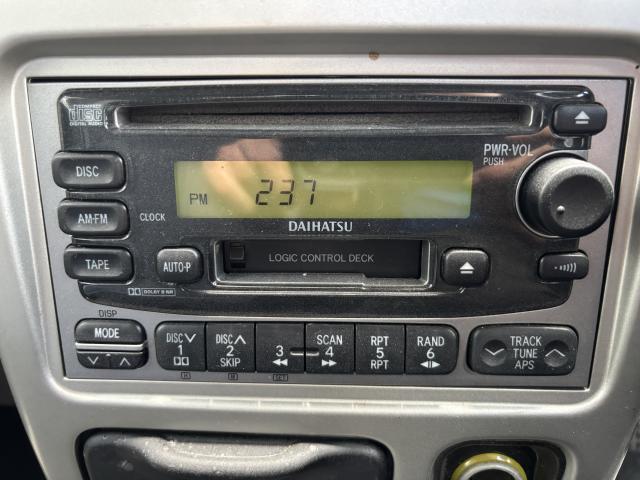 COMPACT
DISC
DIGITAL AUDIO
PWR-VOL
PUSH
DISC
PM 237
AM·FM
CLOCK
DAIHATSU
TAPE
AUTO-P
LOGIC CONTROL DECK
DOLBY B NR
DISP
MODE
DISC
1
DISC
2
SKIP
3
SCAN
4
RPT
5
RPT
RAND
6
TRACK
TUNE
APS
H
M
SET